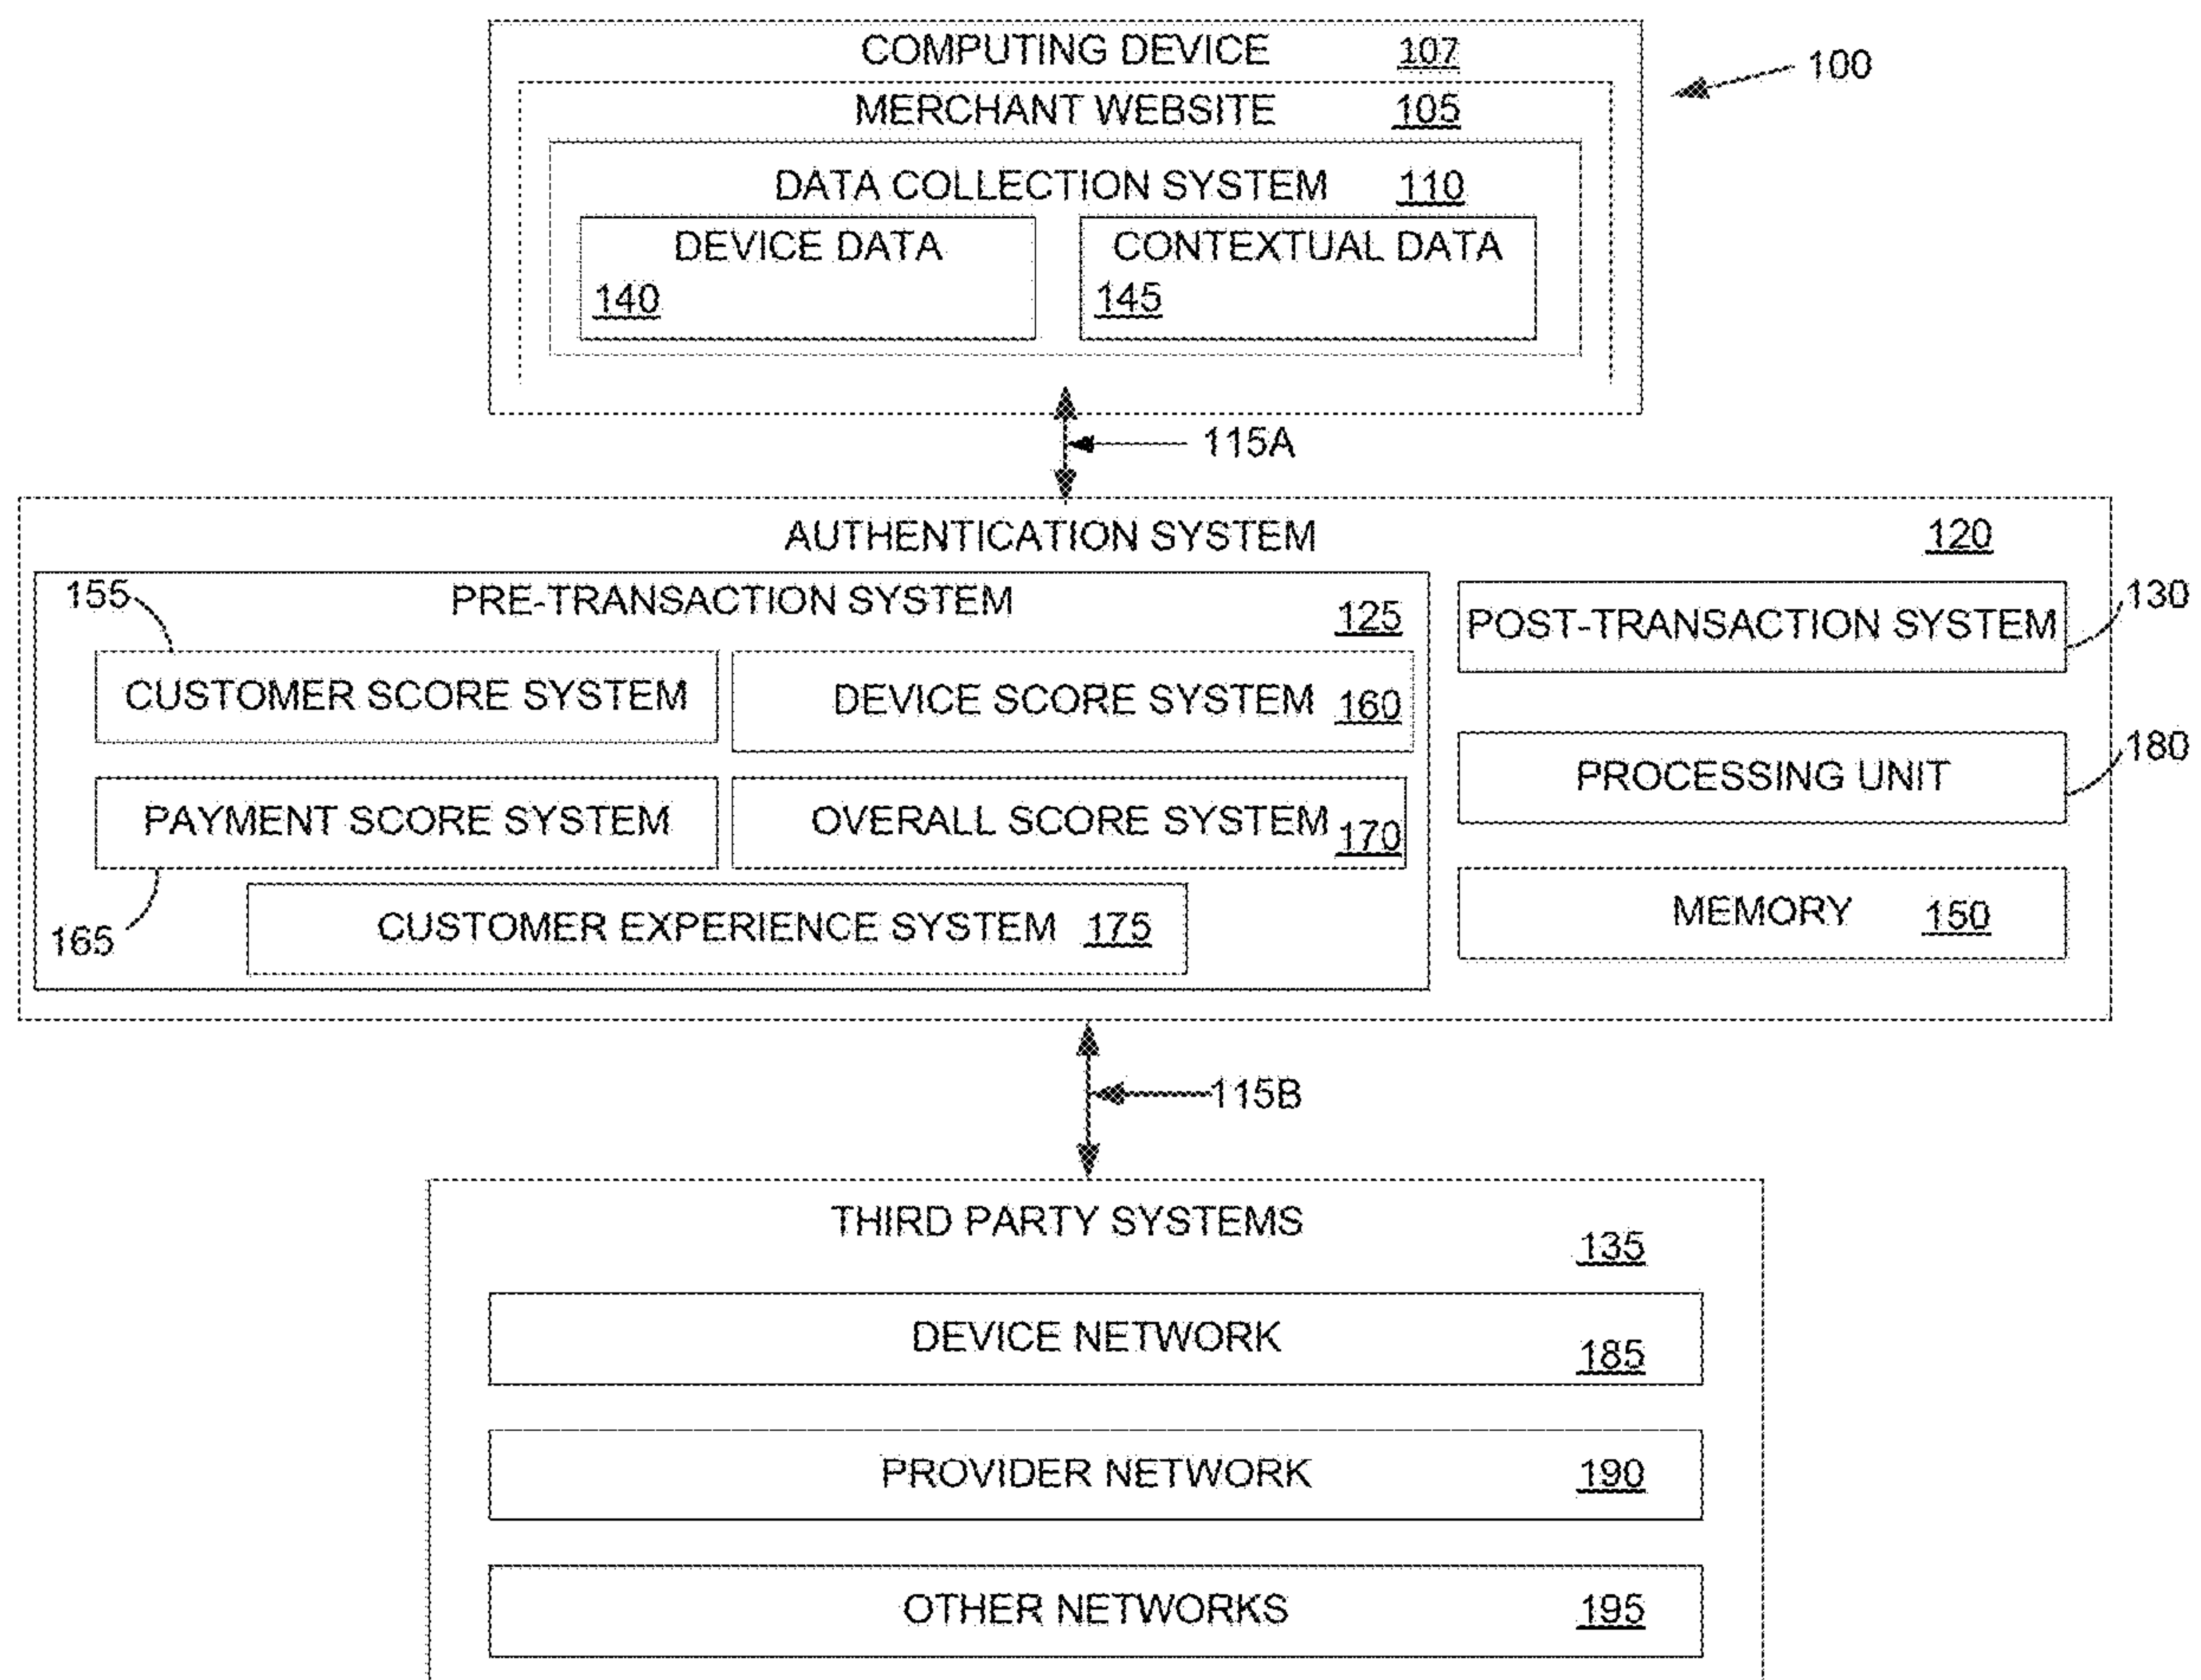 COMPUTING DEVICE 107
100
MERCHANT WEBSITE 105
DATA COLLECTION SYSTEM 110
DEVICE DATA
140
CONTEXTUAL DATA
145
115A
AUTHENTICATION SYSTEM 120
155
PRE-TRANSACTION SYSTEM 125
POST-TRANSACTION SYSTEM
130
CUSTOMER SCORE SYSTEM
DEVICE SCORE SYSTEM 160
PROCESSING UNIT
180
PAYMENT SCORE SYSTEM
OVERALL SCORE SYSTEM 170
165
CUSTOMER EXPERIENCE SYSTEM 175
MEMORY 150
115B
THIRD PARTY SYSTEMS 135
DEVICE NETWORK 185
PROVIDER NETWORK 190
OTHER NETWORKS 195